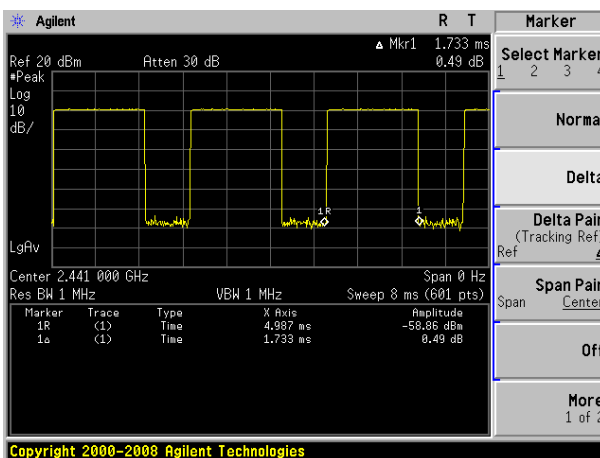 Agilent R T Marker
Δ Mkr1 1.733 ms
Ref 20 dBm Atten 30 dB 0.49 dB
#Peak
Log
10
dB/
1R 1
LgAv
Center 2.441 000 GHz Span 0 Hz
Res BW 1 MHz VBW 1 MHz Sweep 8 ms (601 pts)
Marker Trace Type X Axis Amplitude
1R (1) Time 4.987 ms -58.86 dBm
1Δ (1) Time 1.733 ms 0.49 dB
Select Marker
1 2 3 4
Norma
Delta
Delta Pair
(Tracking Ref)
Ref Δ
Span Pair
Span Center
Off
More
1 of 2
Copyright 2000-2008 Agilent Technologies